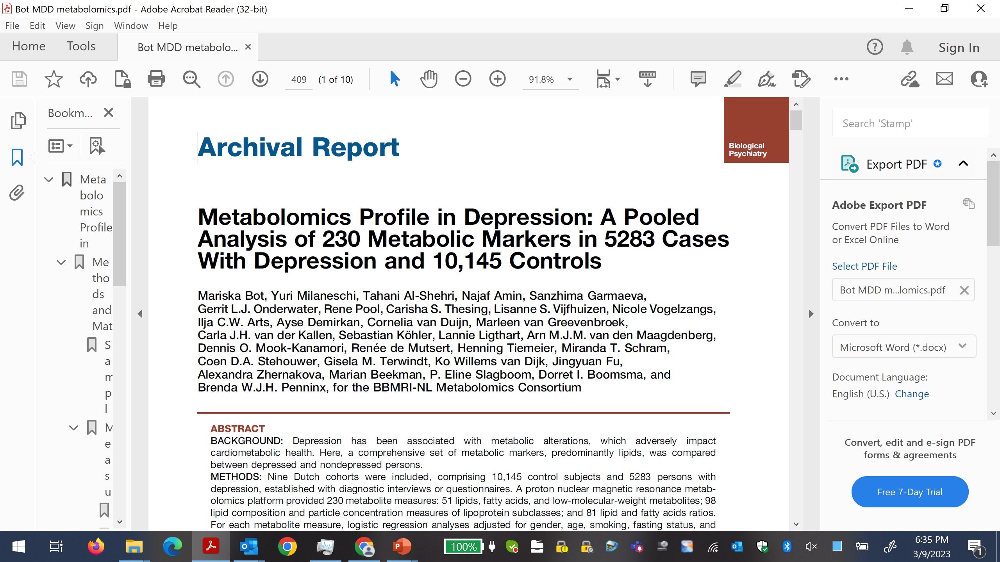 Bot MDD metabolomics.pdf - Adobe Acrobat Reader (32-bit)
File Edit View Sign Window Help
Home Tools Bot MDD metabolo... Sign In
409 (1 of 10) 91.8%
Bookm...
Meta
bolo
mics
Profile
in
Me
tho
ds
and
Mat
S
a
m
p
l
M
e
a
s
u
Archival Report
Biological
Psychiatry
Metabolomics Profile in Depression: A Pooled
Analysis of 230 Metabolic Markers in 5283 Cases
With Depression and 10,145 Controls
Mariska Bot, Yuri Milaneschi, Tahani Al-Shehri, Najaf Amin, Sanzhima Garmaeva,
Gerrit L.J. Onderwater, Rene Pool, Carisha S. Thesing, Lisanne S. Vijfhuizen, Nicole Vogelzangs,
Ilja C.W. Arts, Ayse Demirkan, Cornelia van Duijn, Marleen van Greevenbroek,
Carla J.H. van der Kallen, Sebastian Köhler, Lannie Ligthart, Arn M.J.M. van den Maagdenberg,
Dennis O. Mook-Kanamori, Renée de Mutsert, Henning Tiemeier, Miranda T. Schram,
Coen D.A. Stehouwer, Gisela M. Terwindt, Ko Willems van Dijk, Jingyuan Fu,
Alexandra Zhernakova, Marian Beekman, P. Eline Slagboom, Dorret I. Boomsma, and
Brenda W.J.H. Penninx, for the BBMRI-NL Metabolomics Consortium
ABSTRACT
BACKGROUND: Depression has been associated with metabolic alterations, which adversely impact
cardiometabolic health. Here, a comprehensive set of metabolic markers, predominantly lipids, was compared
between depressed and nondepressed persons.
METHODS: Nine Dutch cohorts were included, comprising 10,145 control subjects and 5283 persons with
depression, established with diagnostic interviews or questionnaires. A proton nuclear magnetic resonance metab-
olomics platform provided 230 metabolite measures: 51 lipids, fatty acids, and low-molecular-weight metabolites; 98
lipid composition and particle concentration measures of lipoprotein subclasses; and 81 lipid and fatty acids ratios.
For each metabolite measure, logistic regression analyses adjusted for gender, age, smoking, fasting status, and
Search 'Stamp'
Export PDF
Adobe Export PDF
Convert PDF Files to Word
or Excel Online
Select PDF File
Bot MDD m...lomics.pdf
Convert to
Microsoft Word (*.docx)
Document Language:
English (U.S.) Change
Convert, edit and e-sign PDF
forms & agreements
Free 7-Day Trial
100%
6:35 PM
3/9/2023
1